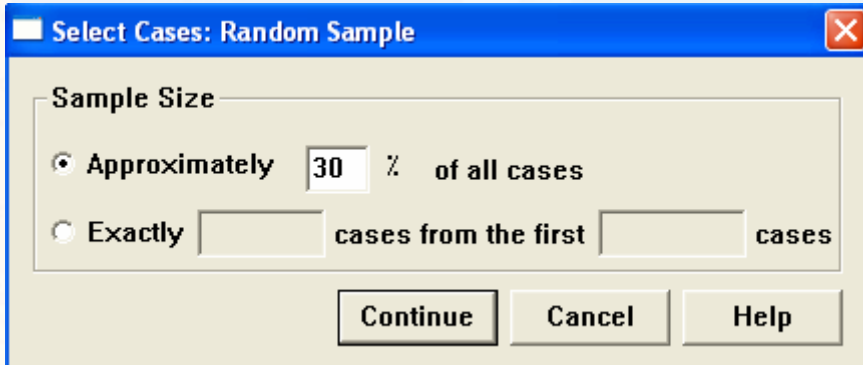 Select Cases: Random Sample
Sample Size
Approximately 30 % of all cases
Exactly cases from the first cases
Continue Cancel Help